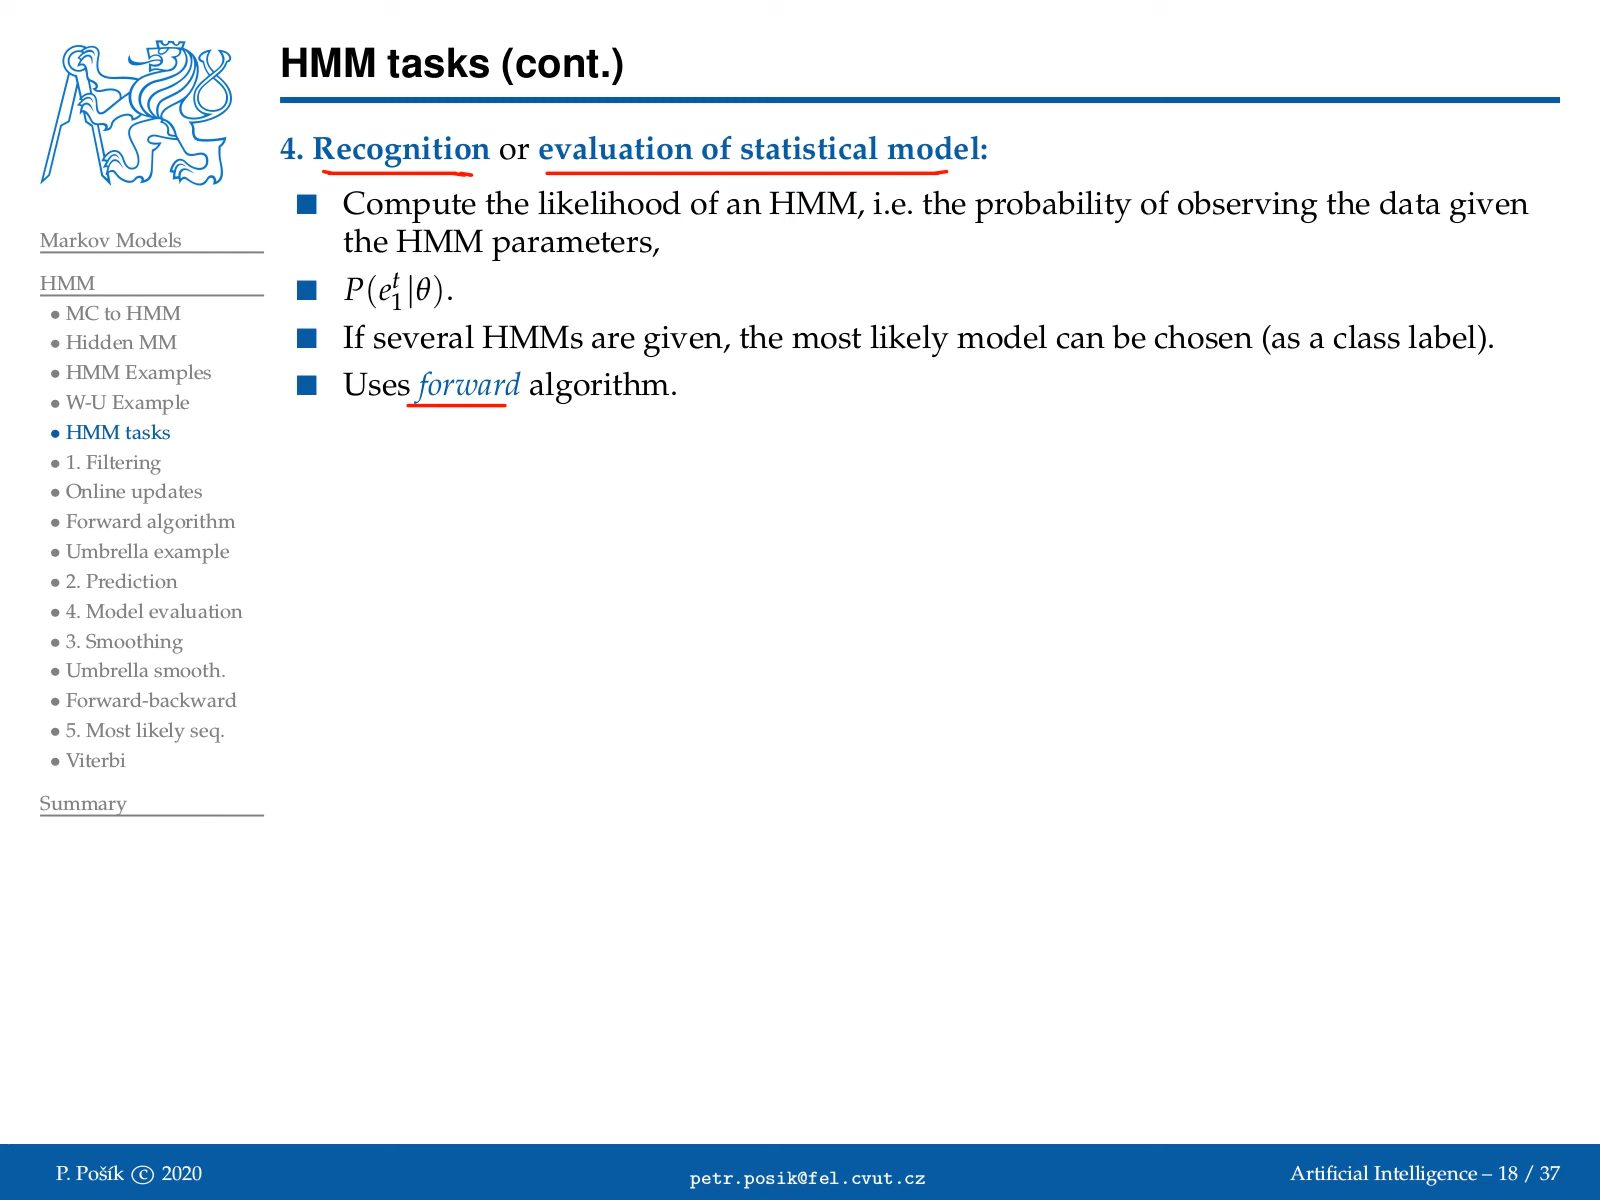 HMM tasks (cont.)
4. Recognition or evaluation of statistical model:
■ Compute the likelihood of an HMM, i.e. the probability of observing the data given
the HMM parameters,
■ $P(e_1^t|\theta)$.
■ If several HMMs are given, the most likely model can be chosen (as a class label).
■ Uses forward algorithm.
Markov Models
HMM
• MC to HMM
• Hidden MM
• HMM Examples
• W-U Example
• HMM tasks
• 1. Filtering
• Online updates
• Forward algorithm
• Umbrella example
• 2. Prediction
• 4. Model evaluation
• 3. Smoothing
• Umbrella smooth.
• Forward-backward
• 5. Most likely seq.
• Viterbi
Summary
P. Pošík © 2020
petr.posik@fel.cvut.cz
Artificial Intelligence – 18 / 37